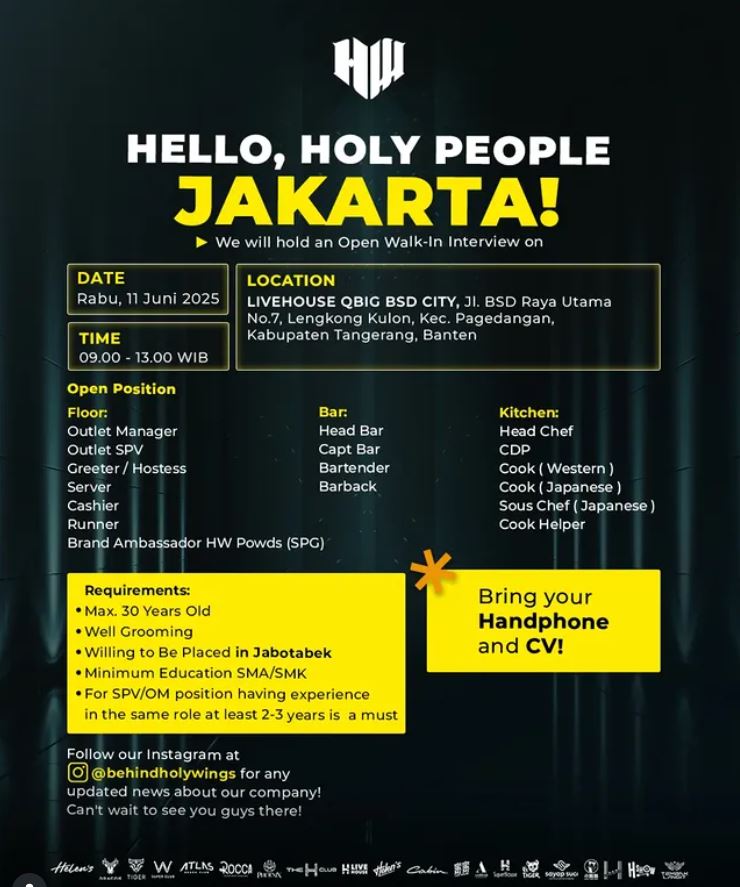 HW
HELLO, HOLY PEOPLE
JAKARTA!
We will hold an Open Walk-In Interview on
DATE
Rabu, 11 Juni 2025
TIME
09.00 - 13.00 WIB
LOCATION
LIVEHOUSE QBIG BSD CITY, Jl. BSD Raya Utama
No.7, Lengkong Kulon, Kec. Pagedangan,
Kabupaten Tangerang, Banten
Open Position
Floor:
Outlet Manager
Outlet SPV
Greeter / Hostess
Server
Cashier
Runner
Brand Ambassador HW Powds (SPG)
Bar:
Head Bar
Capt Bar
Bartender
Barback
Kitchen:
Head Chef
CDP
Cook ( Western )
Cook ( Japanese )
Sous Chef ( Japanese )
Cook Helper
Requirements:
• Max. 30 Years Old
• Well Grooming
• Willing to Be Placed in Jabotabek
• Minimum Education SMA/SMK
• For SPV/OM position having experience
in the same role at least 2-3 years is a must
Bring your
Handphone
and CV!
Follow our Instagram at
@behindholywings for any
updated news about our company!
Can't wait to see you guys there!
Helen's TIGER W ATLAS ROCCA THE H CLUB H LIVE HOUSE Helen's Cabin TIGER sayap suci